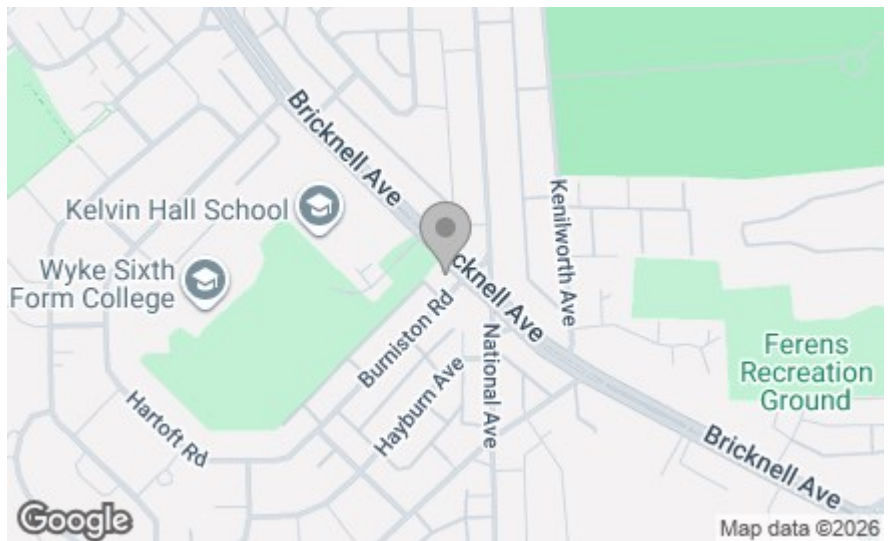 Bricknell Ave
Kelvin Hall School
Wyke Sixth
Form College
Kenilworth Ave
cknell Ave
Burniston Rd
National Ave
Hayburn Ave
Hartoft Rd
Ferens
Recreation
Ground
Bricknell Ave
Google
Map data ©2026